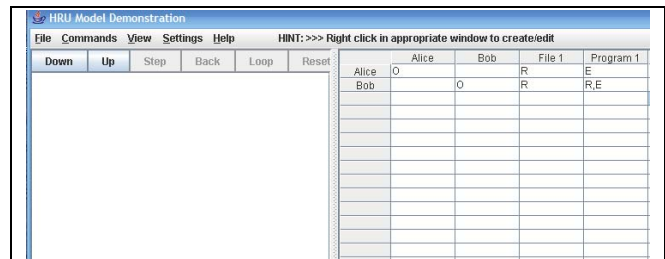 HRU Model Demonstration
File Commands View Settings Help HINT: >>> Right click in appropriate window to create/edit
Down Up Step Back Loop Reset
Alice Bob File 1 Program 1
Alice O R E
Bob O R R,E